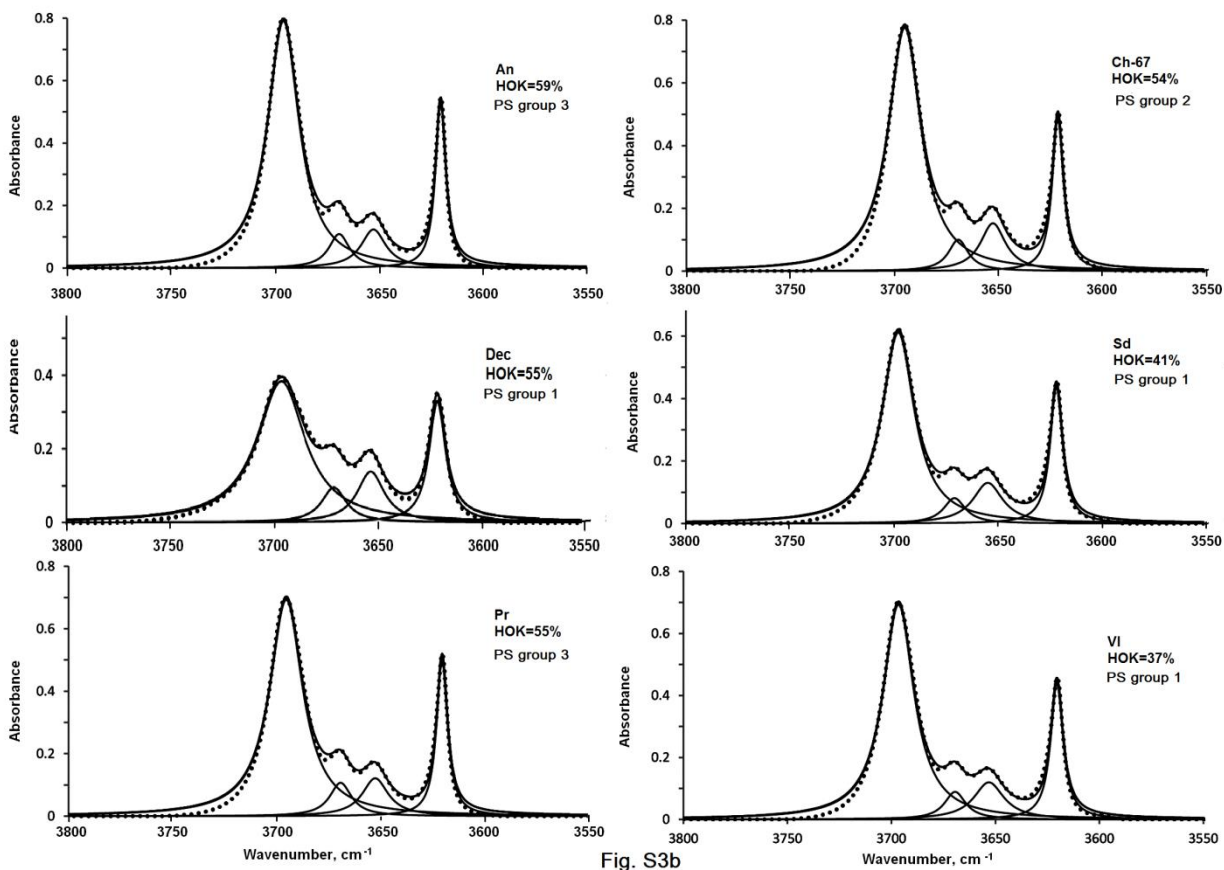 0.8
0.6
0.4
0.2
0
Absorbance
An
HOK=59%
PS group 3
3800 3750 3700 3650 3600 3550
0.8
0.6
0.4
0.2
0
Absorbance
Ch-67
HOK=54%
PS group 2
3800 3750 3700 3650 3600 3550
0.4
0.2
0
Absorbance
Dec
HOK=55%
PS group 1
3800 3750 3700 3650 3600 3550
0.6
0.4
0.2
0
Absorbance
Sd
HOK=41%
PS group 1
3800 3750 3700 3650 3600 3550
0.8
0.6
0.4
0.2
0
Absorbance
Pr
HOK=55%
PS group 3
3800 3750 3700 3650 3600 3550
Wavenumber, cm⁻¹
0.8
0.6
0.4
0.2
0
Absorbance
Vl
HOK=37%
PS group 1
3800 3750 3700 3650 3600 3550
Wavenumber, cm⁻¹
Fig. S3b